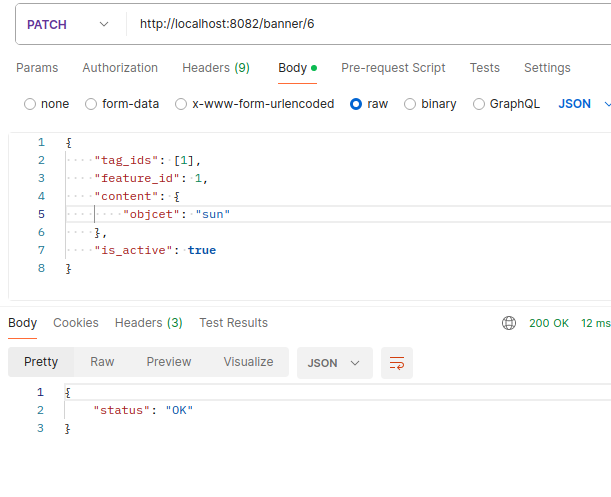 PATCH http://localhost:8082/banner/6
Params Authorization Headers (9) Body Pre-request Script Tests Settings
none form-data x-www-form-urlencoded raw binary GraphQL JSON
1 {
2 "tag_ids": [1],
3 "feature_id": 1,
4 "content": {
5 "objcet": "sun"
6 },
7 "is_active": true
8 }
Body Cookies Headers (3) Test Results 200 OK 12 ms
Pretty Raw Preview Visualize JSON
1 {
2 "status": "OK"
3 }